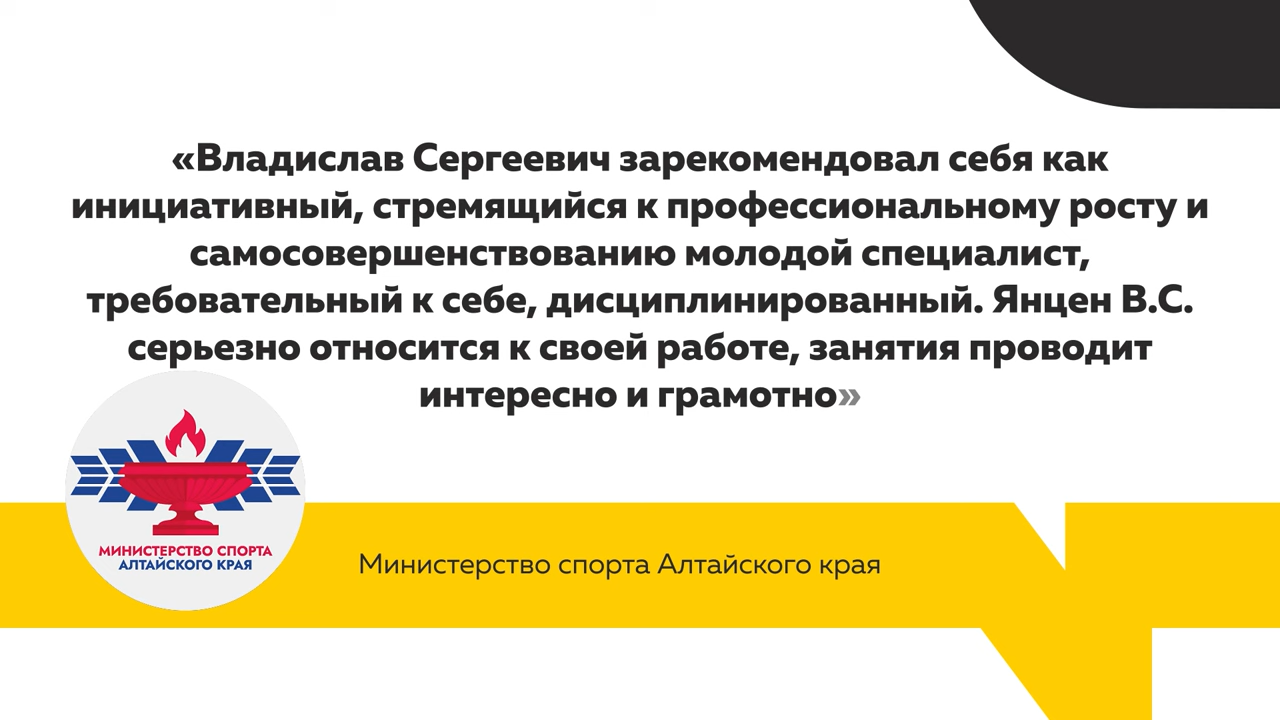 «Владислав Сергеевич зарекомендовал себя как
инициативный, стремящийся к профессиональному росту и
самосовершенствованию молодой специалист,
требовательный к себе, дисциплинированный. Янцен В.С.
серьезно относится к своей работе, занятия проводит
интересно и грамотно»
МИНИСТЕРСТВО СПОРТА
АЛТАЙСКОГО КРАЯ
Министерство спорта Алтайского края